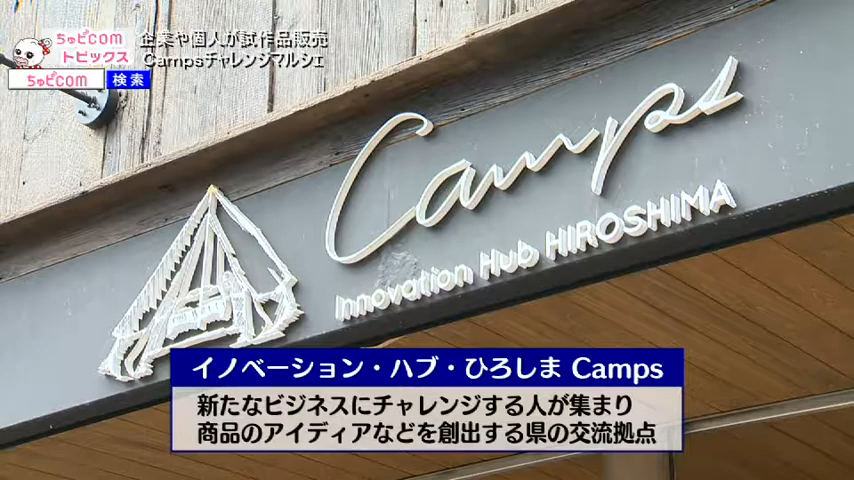 ちゅピCOM
トピックス
ちゅピCOM 検索
企業や個人が試作品販売
Campsチャレンジマルシェ
Camps
Innovation Hub HIROSHIMA
イノベーション・ハブ・ひろしま Camps
新たなビジネスにチャレンジする人が集まり
商品のアイディアなどを創出する県の交流拠点